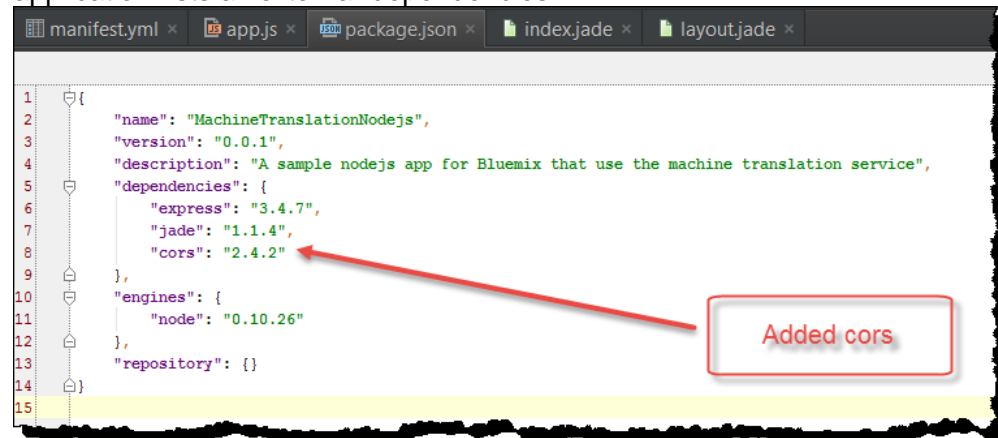 manifest.yml × app.js × package.json × index.jade × layout.jade ×
1 {
2 "name": "MachineTranslationNodejs",
3 "version": "0.0.1",
4 "description": "A sample nodejs app for Bluemix that use the machine translation service",
5 "dependencies": {
6 "express": "3.4.7",
7 "jade": "1.1.4",
8 "cors": "2.4.2"
9 },
10 "engines": {
11 "node": "0.10.26"
12 },
13 "repository": {}
14 }
15
Added cors